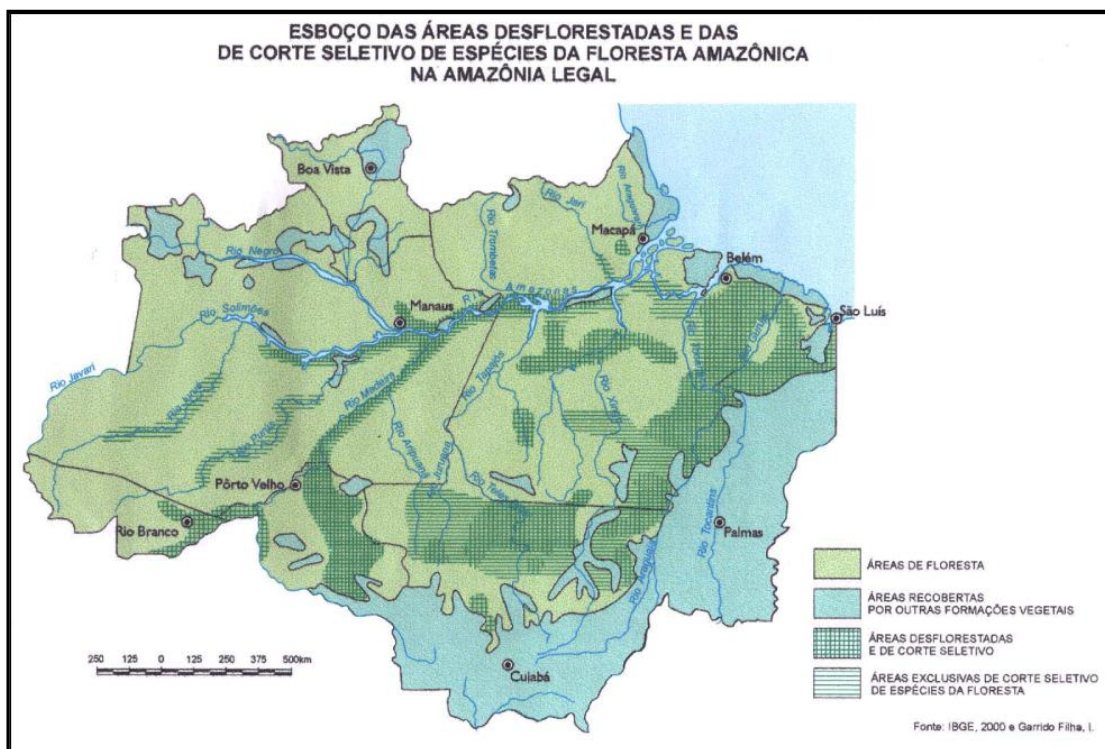 ESBOÇO DAS ÁREAS DESFLORESTADAS E DAS
DE CORTE SELETIVO DE ESPÉCIES DA FLORESTA AMAZÔNICA
NA AMAZÔNIA LEGAL
Boa Vista
Rio Jari
Rio Araguari
Rio Trombetas
Macapá
Rio Negro
Belém
Rio Amazonas
Manaus
São Luís
Rio Solimões
Rio Javari
Rio Madeira
Rio Tapajós
Rio Xingu
Rio Purus
Pôrto Velho
Rio Branco
Rio Tocantins
Palmas
Rio Araguaia
Cuiabá
250 125 0 250 375 500km
ÁREAS DE FLORESTA
ÁREAS RECOBERTAS
POR OUTRAS FORMAÇÕES VEGETAIS
ÁREAS DESFLORESTADAS
E DE CORTE SELETIVO
ÁREAS EXCLUSIVAS DE CORTE SELETIVO
DE ESPÉCIES DA FLORESTA
Fonte: IBGE, 2000 e Garrido Filha, I.